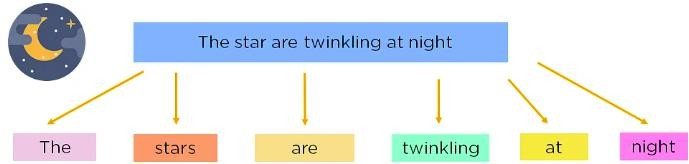 The star are twinkling at night
The stars are twinkling at night